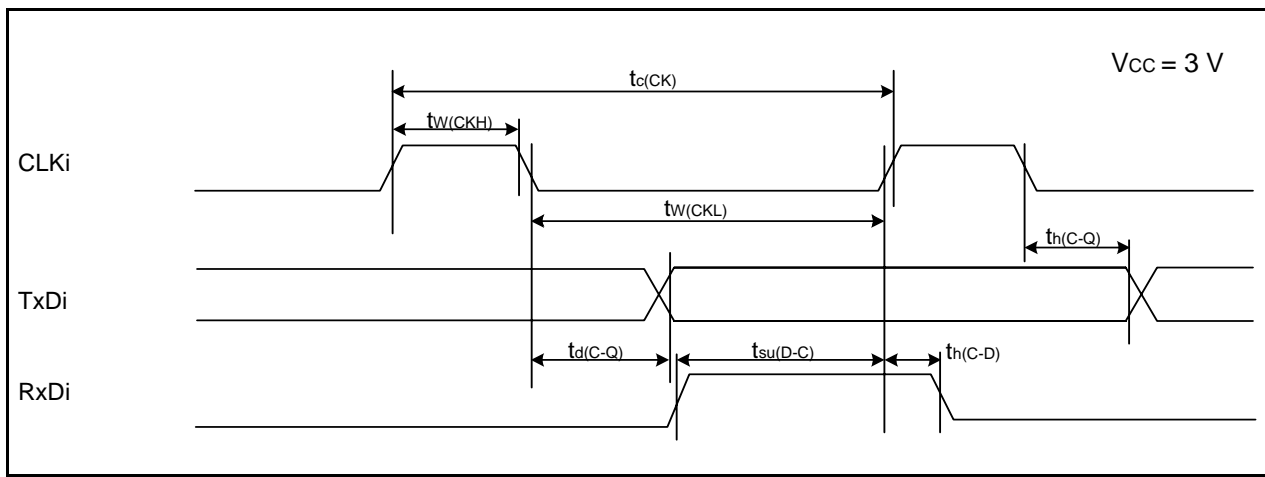 VCC = 3 V
tc(CK)
tW(CKH)
CLKi
tW(CKL)
th(C-Q)
TxDi
td(C-Q)
tsu(D-C)
th(C-D)
RxDi